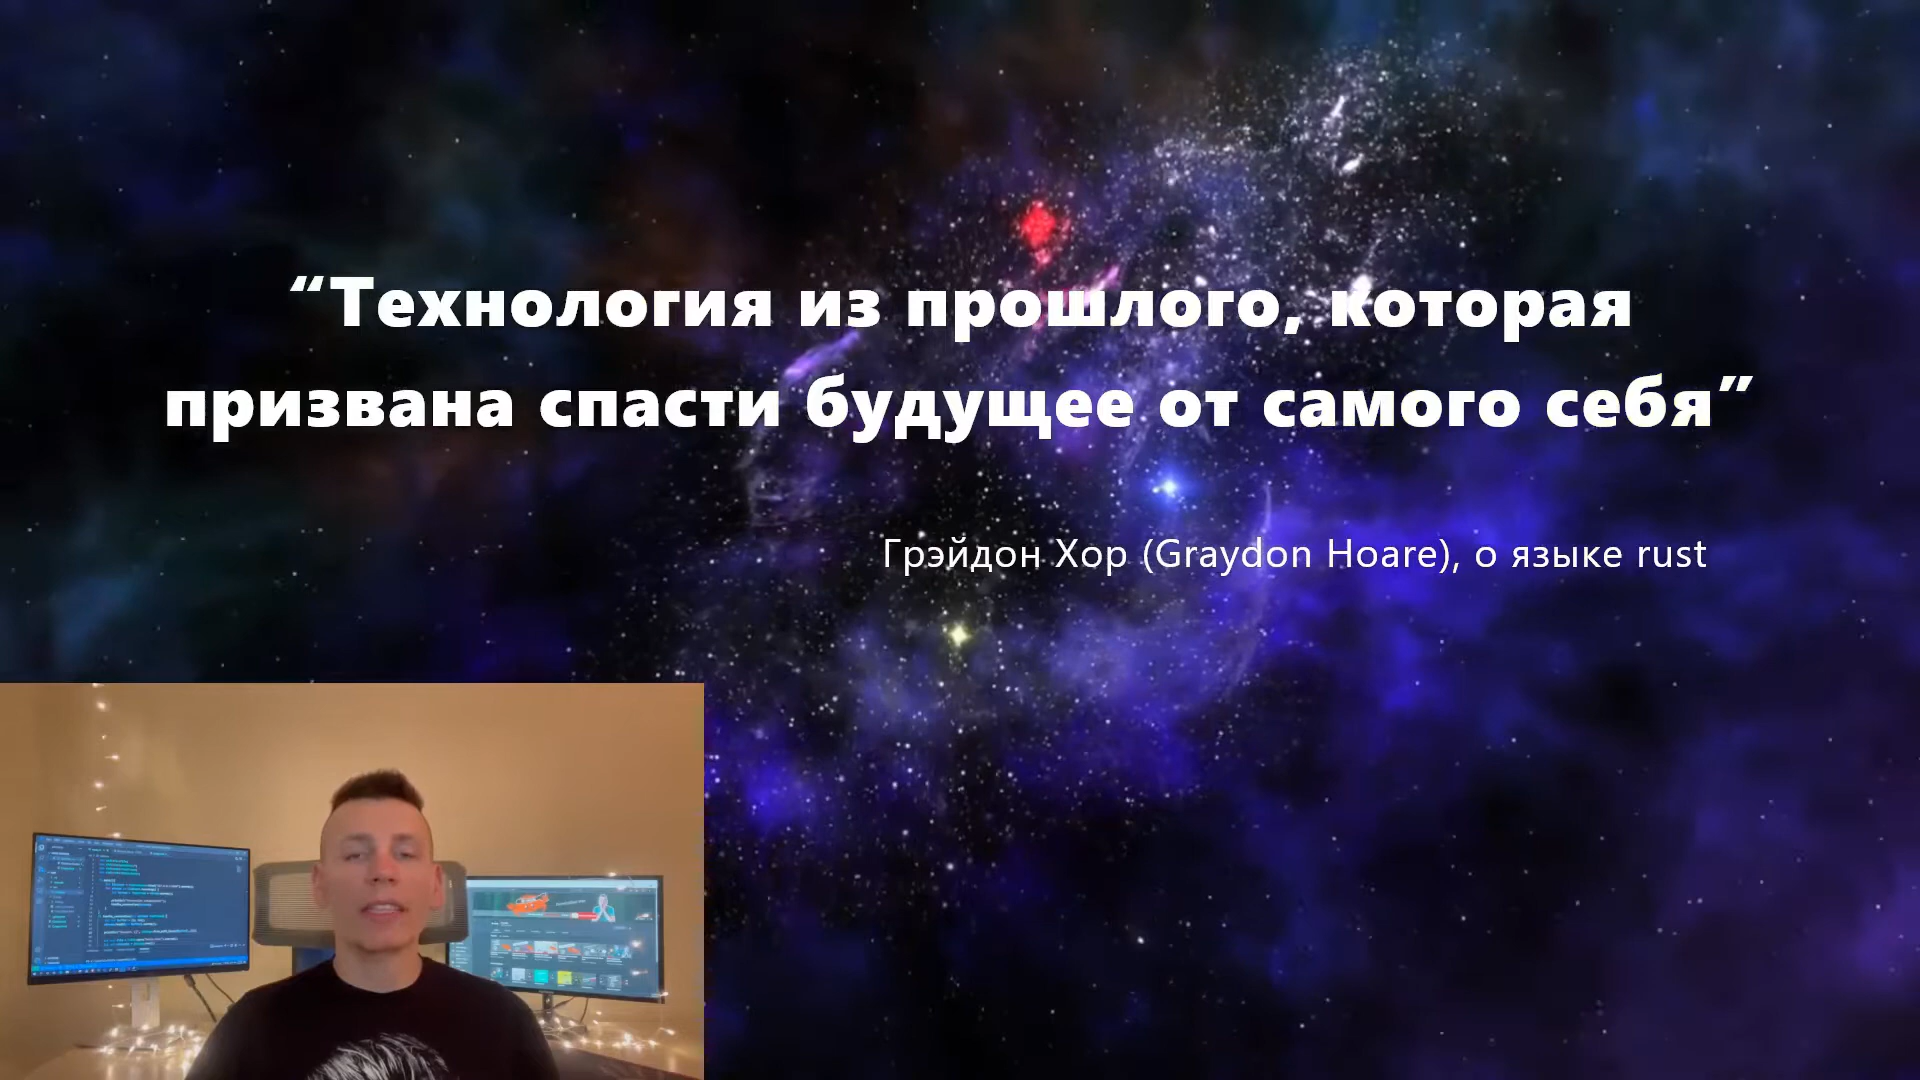 “Технология из прошлого, которая
призвана спасти будущее от самого себя”
Грэйдон Хор (Graydon Hoare), о языке rust